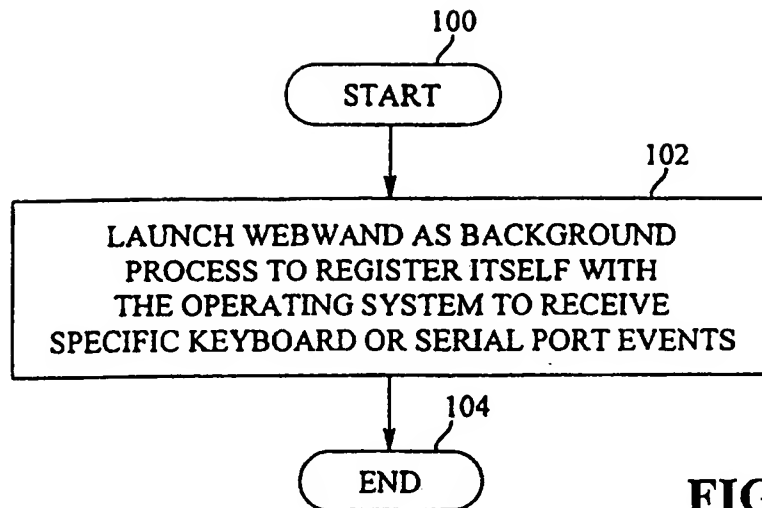 100
START
102
LAUNCH WEBWAND AS BACKGROUND
PROCESS TO REGISTER ITSELF WITH
THE OPERATING SYSTEM TO RECEIVE
SPECIFIC KEYBOARD OR SERIAL PORT EVENTS
104
END
FIG